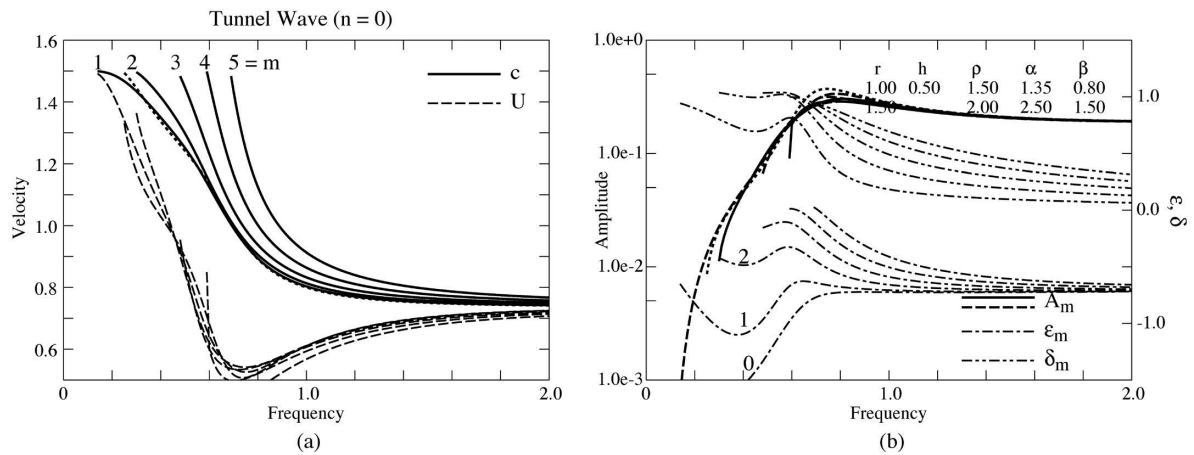 Tunnel Wave (n = 0)
1.6
1.4
1.2
1.0
0.8
0.6
Velocity
1 2 3 4 5 = m
c
U
0 1.0 2.0
Frequency
(a)
1.0e+0
1.0e-1
1.0e-2
1.0e-3
Amplitude
r h ρ α β
1.00 0.50 1.50 1.35 0.80
1.50 2.00 2.50 1.50
2
1
0
A m
ε m
δ m
1.0
0.0
-1.0
ε, δ
0 1.0 2.0
Frequency
(b)